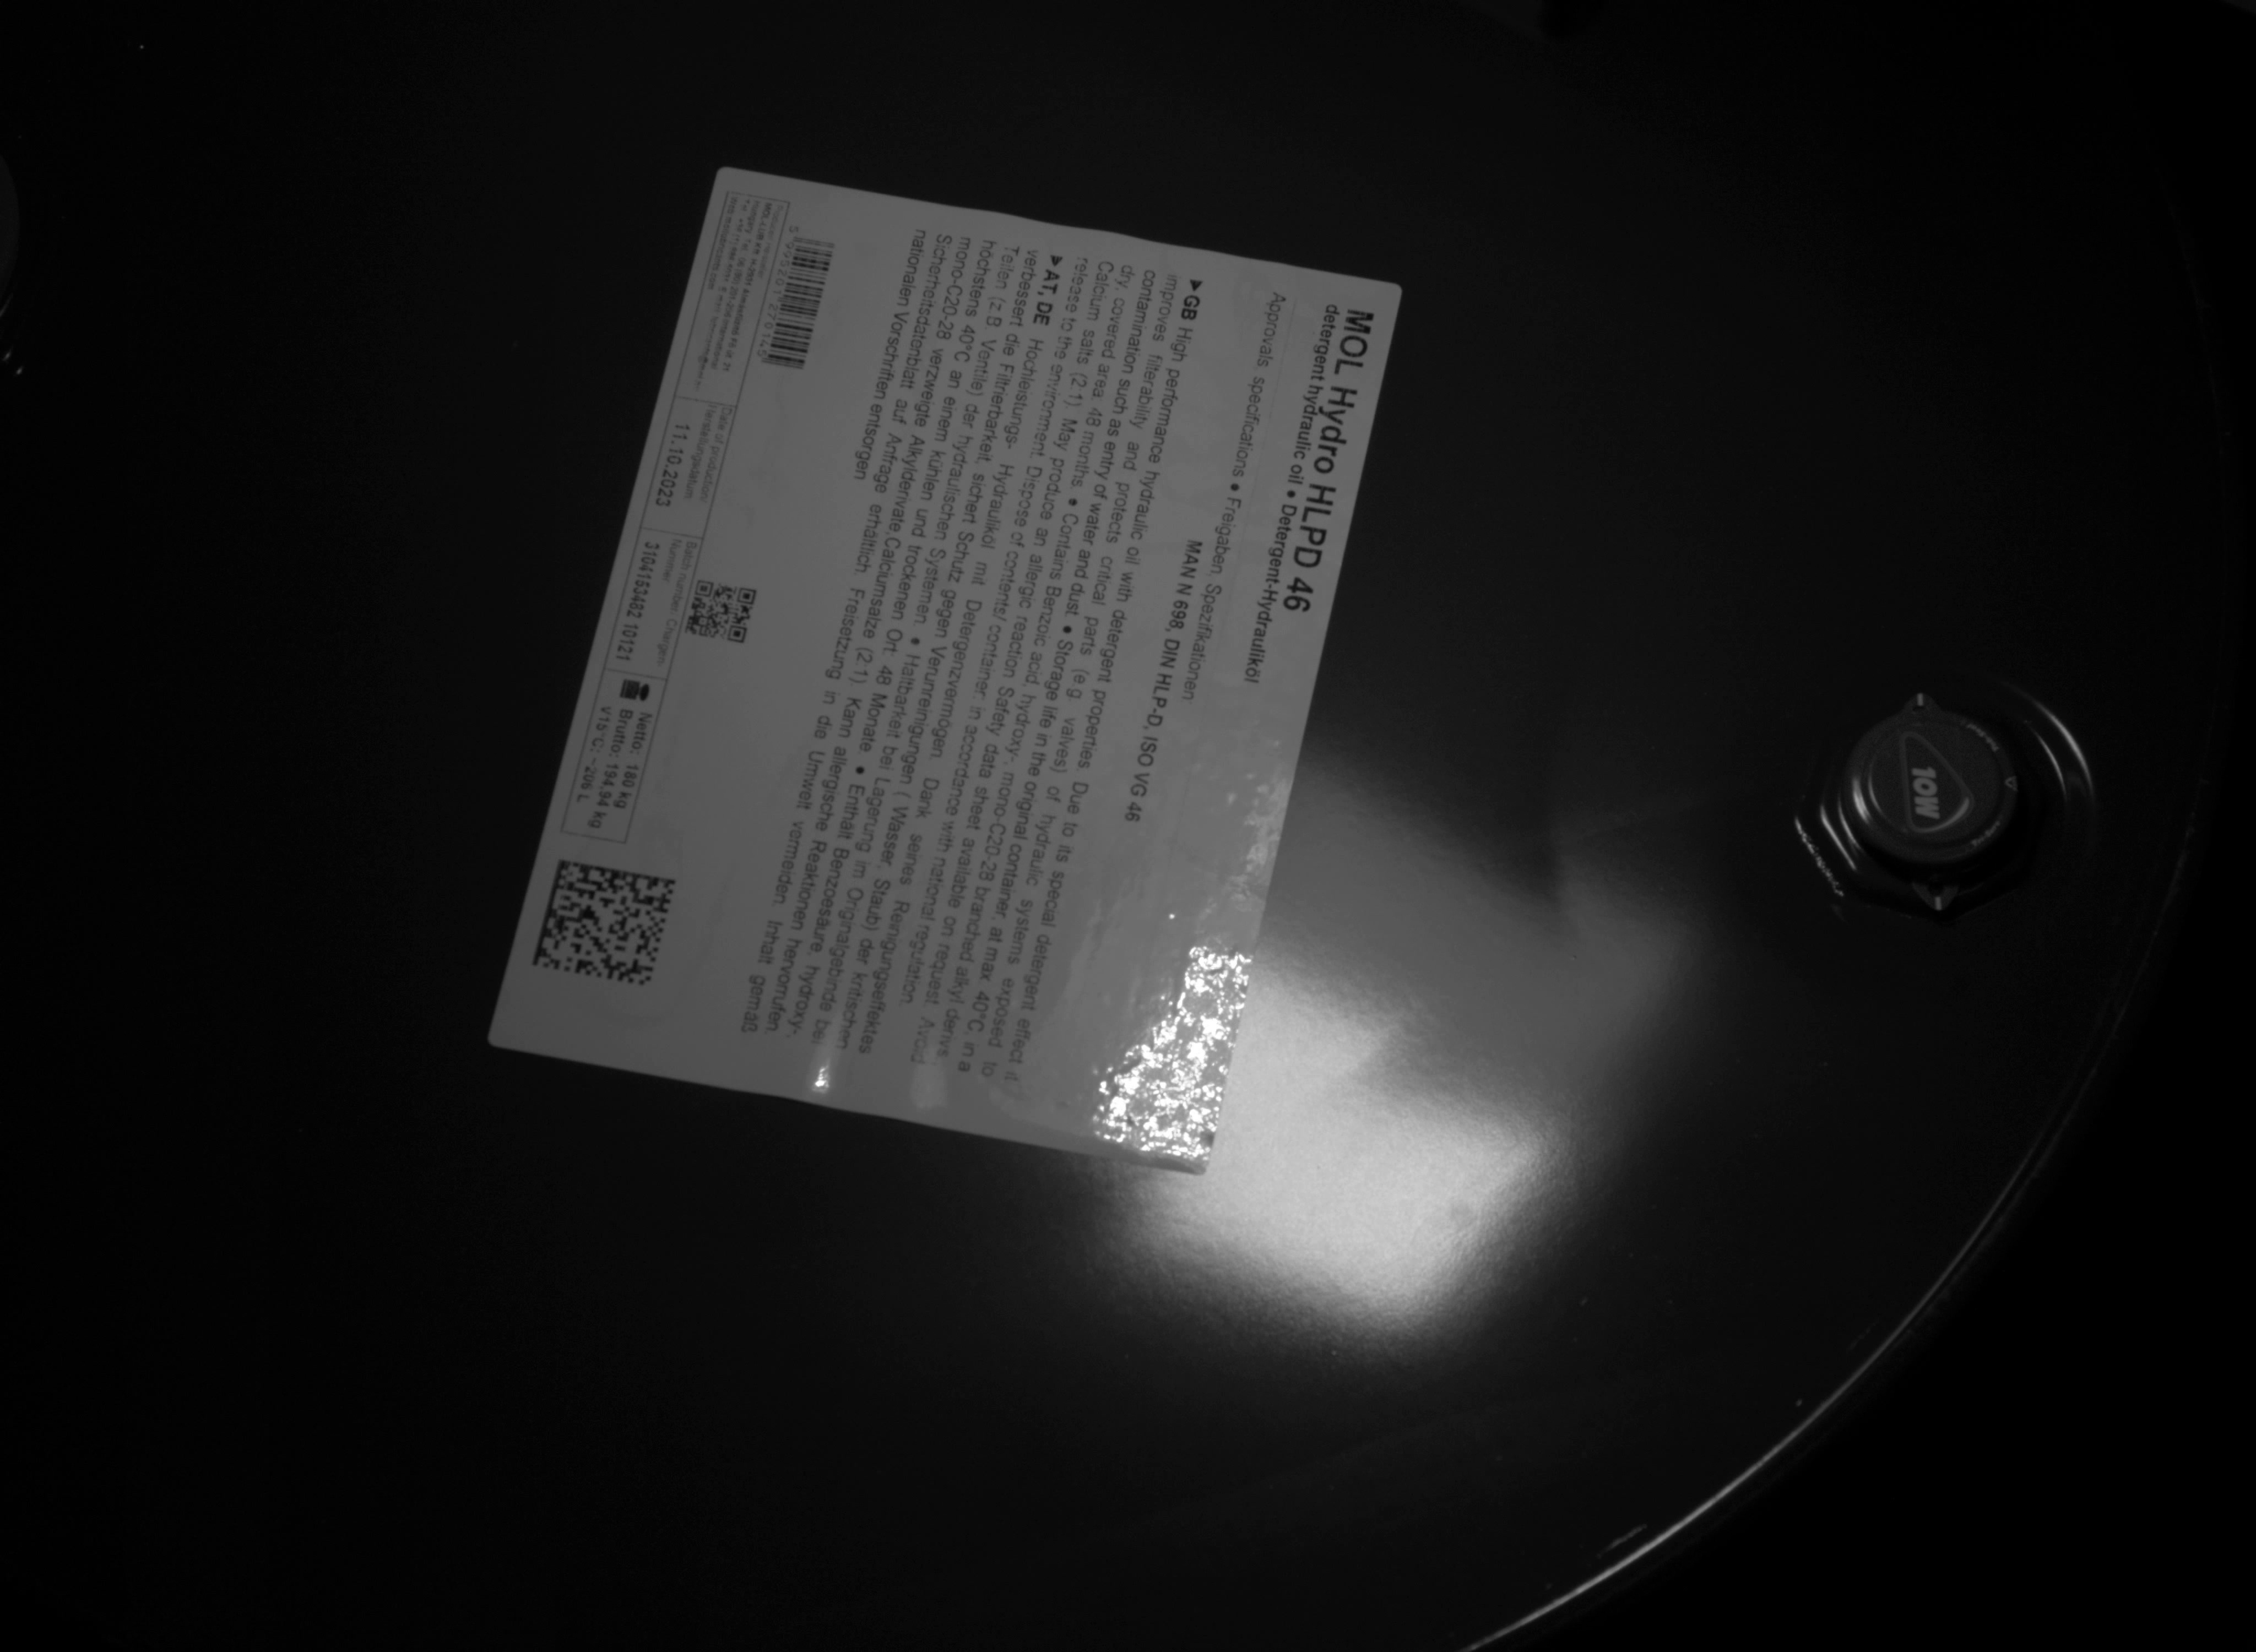 MOL Hydro HLPD 46
detergent hydraulic oil • Detergent-Hydrauliköl
Approvals, specifications • Freigaben, Spezifikationen
MAN N 698, DIN HLP-D, ISO VG 46
►GB High performance hydraulic oil with detergent properties. Due to its special detergent effect it
improves filterability and protects critical parts (e.g. valves) of hydraulic systems exposed to
contamination such as entry of water and dust. • Storage life in the original container, at max. 40°C, in a
dry, covered area: 48 months. • Contains Benzoic acid, hydroxy-, mono-C20-28 branched alkyl derivs.,
Calcium salts (2:1). May produce an allergic reaction. Safety data sheet available on request. Avoid
release to the environment. Dispose of contents/ container: in accordance with national regulation.
►AT, DE Hochleistungs- Hydrauliköl mit Detergenzvermögen. Dank seines Reinigungseffektes
verbessert die Filtrierbarkeit, sichert Schutz gegen Verunreinigungen ( Wasser, Staub) der kritischen
Teilen (z.B. Ventile) der hydraulischen Systemen. • Haltbarkeit bei Lagerung im Originalgebinde bei
höchstens 40°C an einem kühlen und trockenen Ort: 48 Monate. • Enthält Benzoesäure, hydroxy-,
mono-C20-28 verzweigte Alkylderivate,Calciumsalze (2:1). Kann allergische Reaktionen hervorrufen.
Sicherheitsdatenblatt auf Anfrage erhältlich. Freisetzung in die Umwelt vermeiden. Inhalt gemäß
nationalen Vorschriften entsorgen
5 995201 270145
Date of production:
Herstellungsdatum
11.10.2023
Batch number: Chargen-
Nummer
3104153482 10121
Netto: 180 kg
Brutto: 194,94 kg
V15°C: ~206 L
MOL